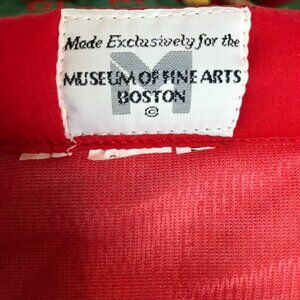 Made Exclusively for the
M
MUSEUM OF FINE ARTS
BOSTON
©